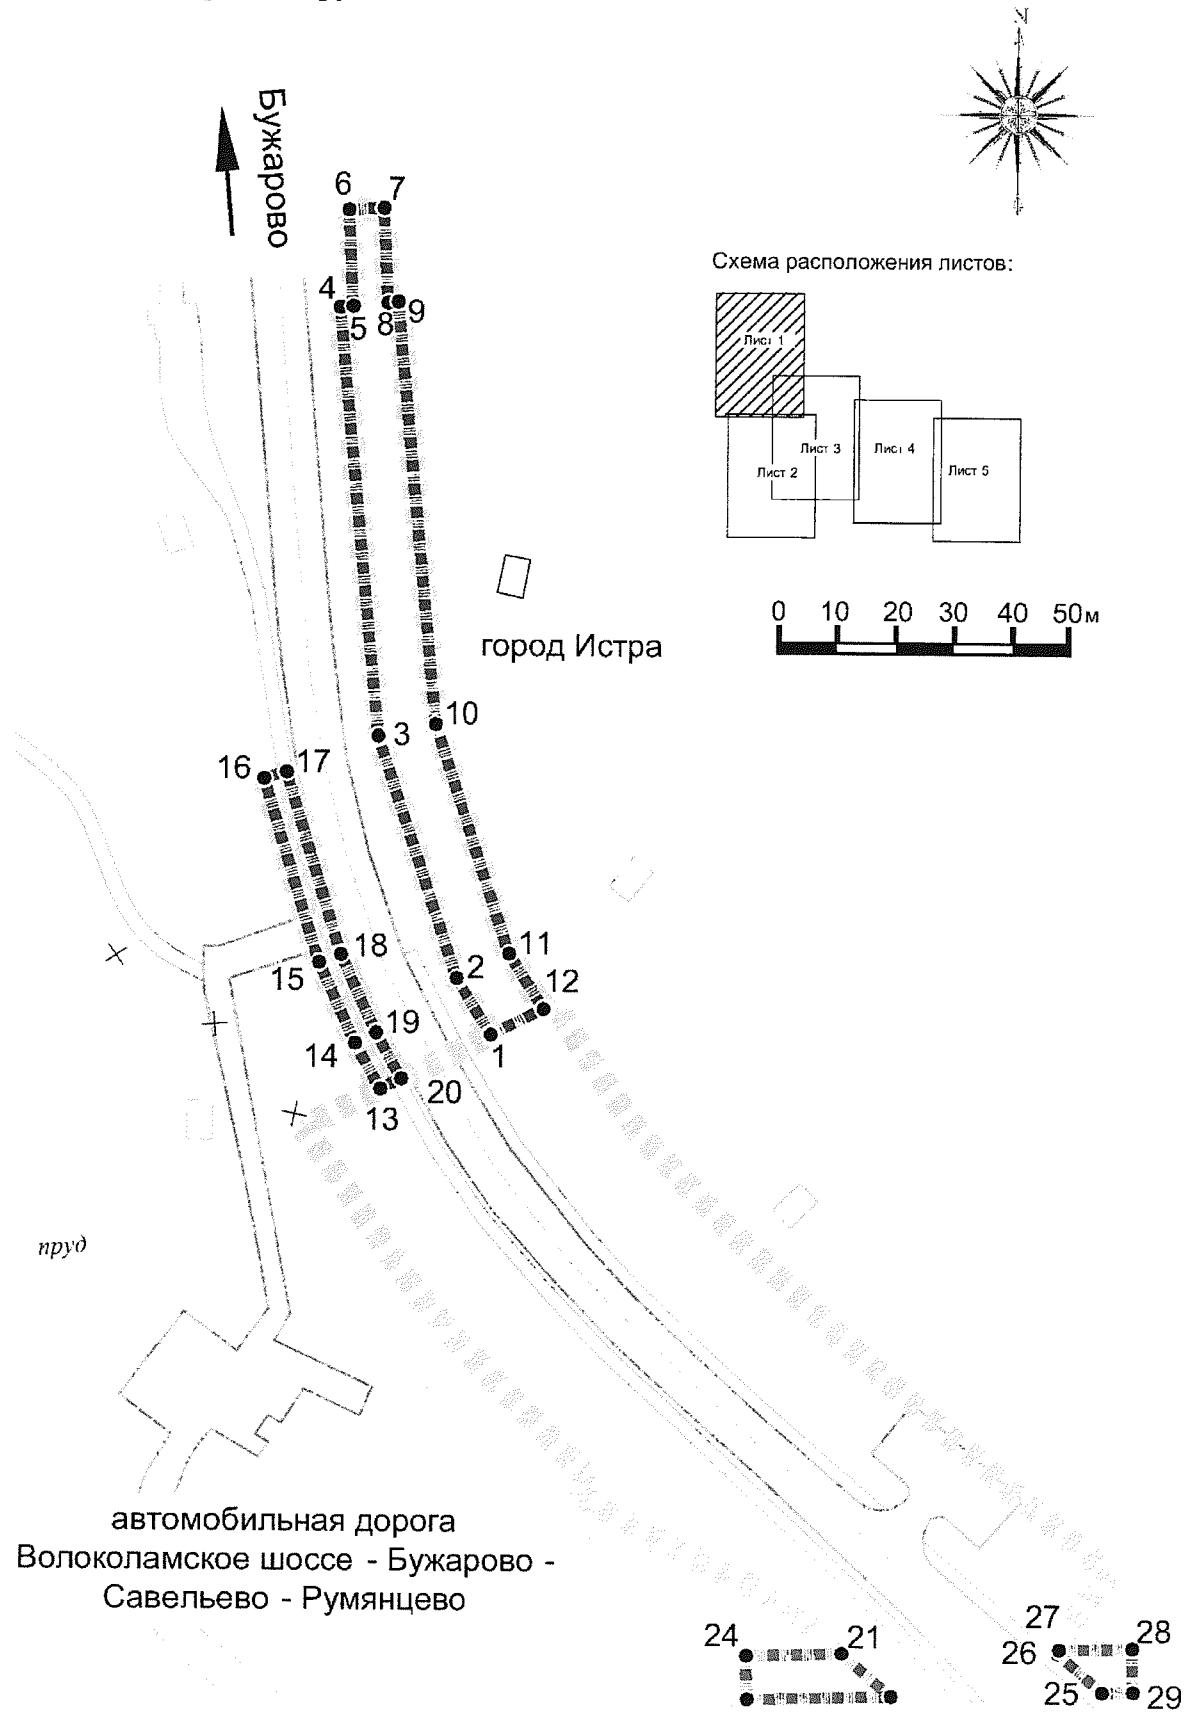 С
Бужарово
6 7
4 5 8 9
Схема расположения листов:
Лист 1
Лист 3
Лист 4
Лист 2
Лист 5
0 10 20 30 40 50м
город Истра
10
3
16 17
18
11
15
2
12
19
14
1
20
13
пруд
автомобильная дорога
Волоколамское шоссе - Бужарово -
Савельево - Румянцево
24 21
27 28
26
25 29